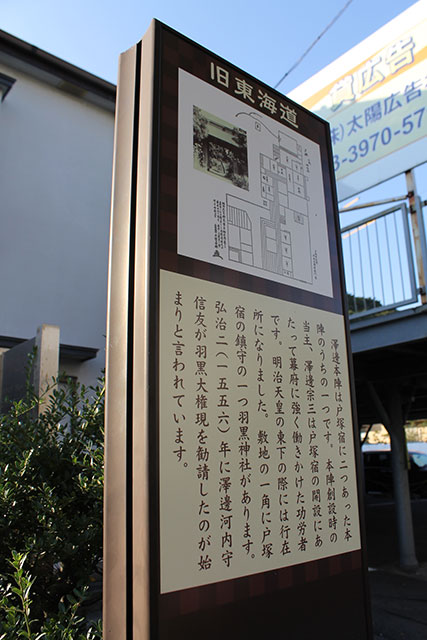 旧東海道
澤邊本陣は戸塚宿に二つあった本
陣のうちの一つです。本陣創設時の
当主、澤邊宗三は戸塚宿の開設にあ
たって幕府に強く働きかけた功労者
です。明治天皇の東下の際には行在
所になりました。敷地の一角に戸塚
宿の鎮守の一つ羽黒神社があります。
弘治二（一五五六）年に澤邊河内守
信友が羽黒大権現を勧請したのが始
まりと言われています。
広告
㈱太陽広告
3-3970-57